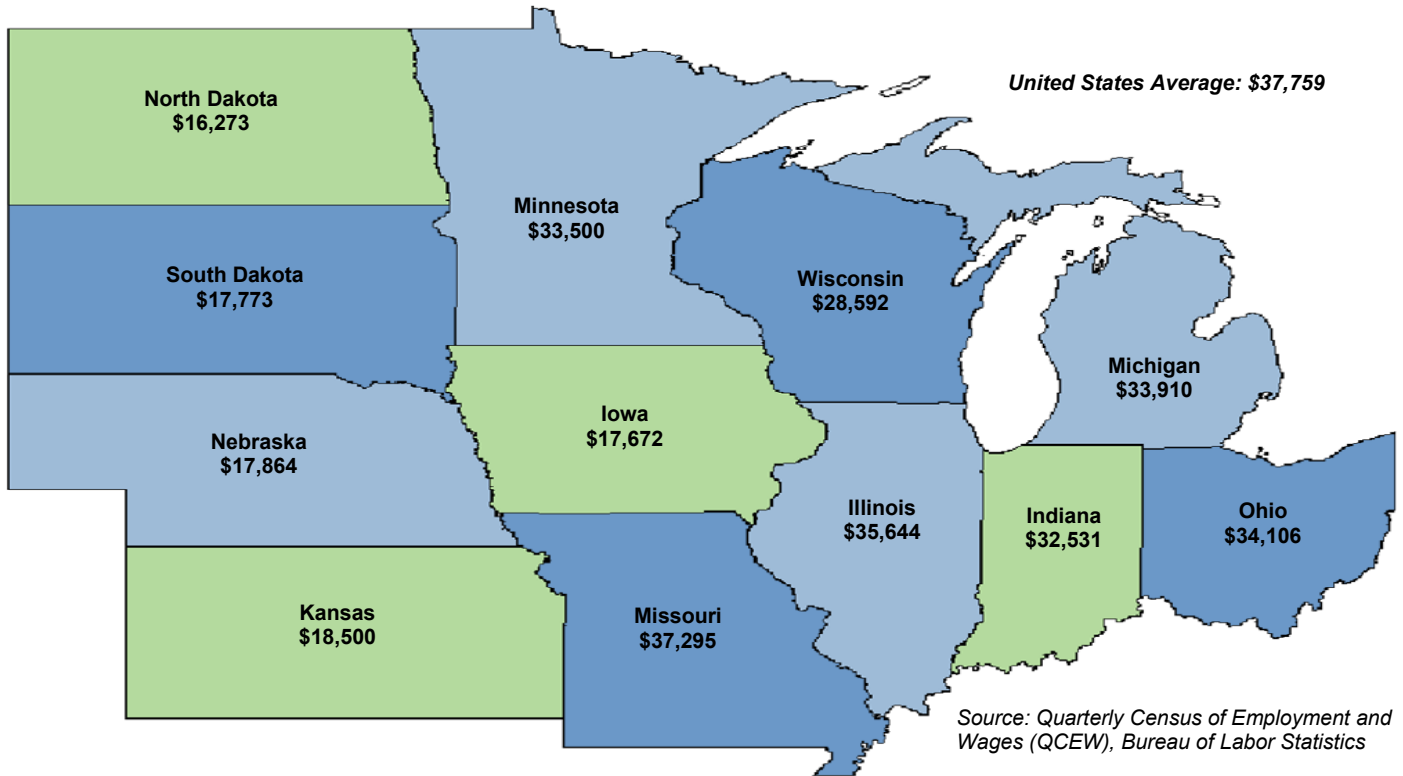 United States Average: $37,759
North Dakota
$16,273
Minnesota
$33,500
South Dakota
$17,773
Wisconsin
$28,592
Michigan
$33,910
Nebraska
$17,864
Iowa
$17,672
Illinois
$35,644
Indiana
$32,531
Ohio
$34,106
Kansas
$18,500
Missouri
$37,295
Source: Quarterly Census of Employment and
Wages (QCEW), Bureau of Labor Statistics